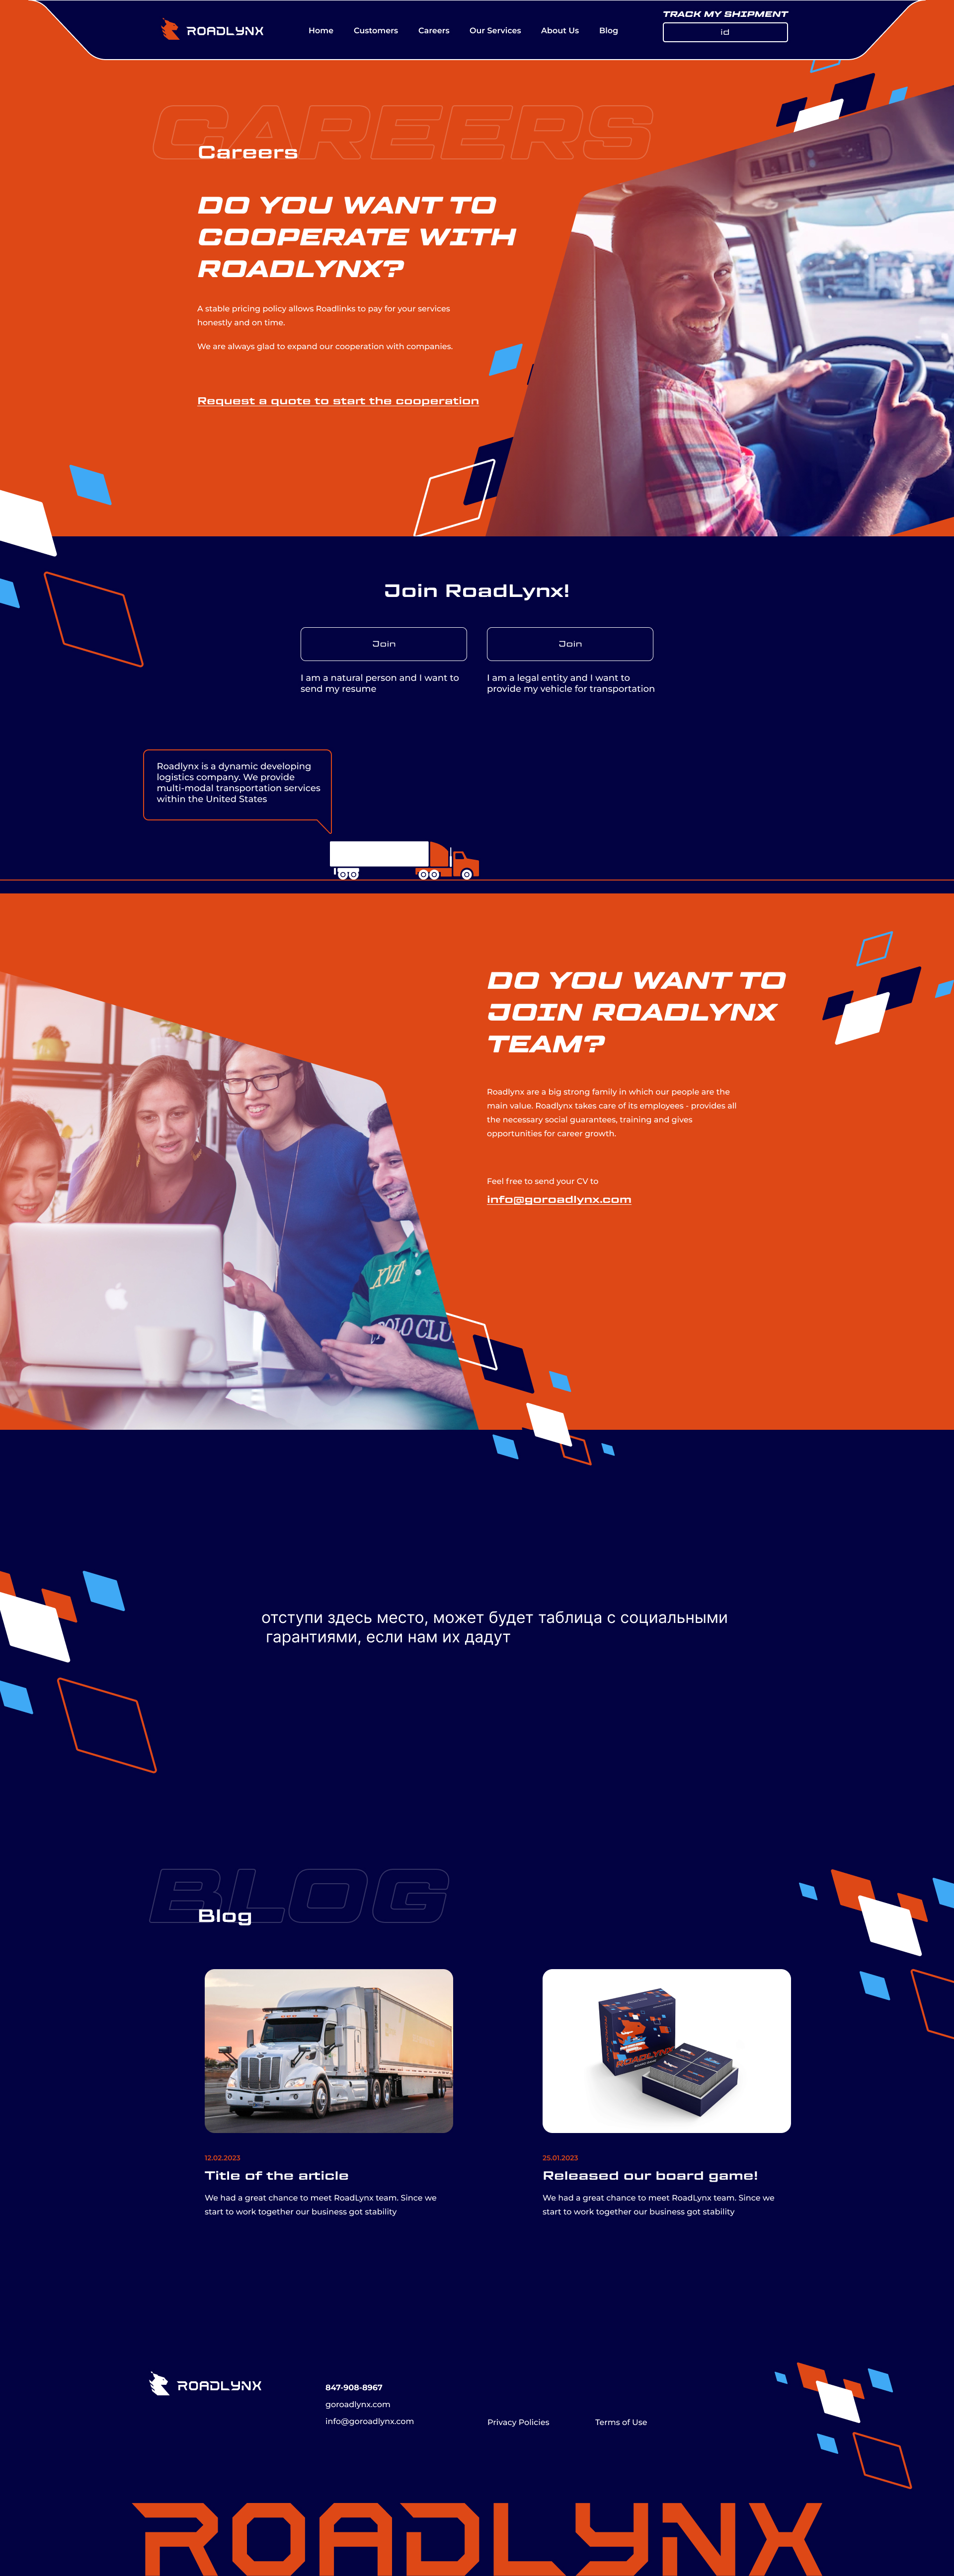 ROADLYNX
Home
Customers
Careers
Our Services
About Us
Blog
TRACK MY SHIPMENT
id
CAREERS
Careers
DO YOU WANT TO
COOPERATE WITH
ROADLYNX?
A stable pricing policy allows Roadlinks to pay for your services
honestly and on time.
We are always glad to expand our cooperation with companies.
Request a quote to start the cooperation
Join RoadLynx!
Join
Join
I am a natural person and I want to
send my resume
I am a legal entity and I want to
provide my vehicle for transportation
Roadlynx is a dynamic developing
logistics company. We provide
multi-modal transportation services
within the United States
DO YOU WANT TO
JOIN ROADLYNX
TEAM?
Roadlynx are a big strong family in which our people are the
main value. Roadlynx takes care of its employees - provides all
the necessary social guarantees, training and gives
opportunities for career growth.
Feel free to send your CV to
info@goroadlynx.com
XVII
POLO CLU
отступи здесь место, может будет таблица с социальными
гарантиями, если нам их дадут
BLOG
Blog
ROADLYNX
12.02.2023
Title of the article
We had a great chance to meet RoadLynx team. Since we
start to work together our business got stability
25.01.2023
Released our board game!
We had a great chance to meet RoadLynx team. Since we
start to work together our business got stability
ROADLYNX
847-908-8967
goroadlynx.com
info@goroadlynx.com
Privacy Policies
Terms of Use
ROADLYNX